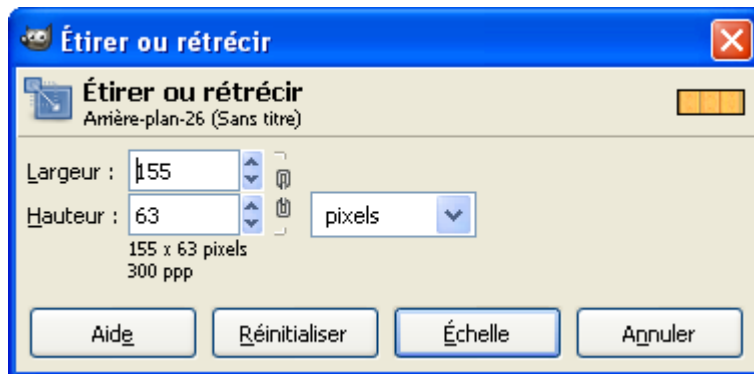 Étirer ou rétrécir
Étirer ou rétrécir
Arrière-plan-26 (Sans titre)
Largeur : 155
Hauteur : 63 pixels
155 x 63 pixels
300 ppp
Aide Réinitialiser Échelle Annuler